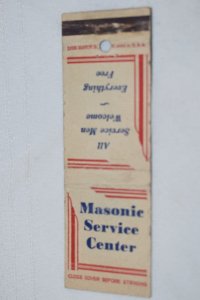 All
Service Men
Welcome
~
Everything
Free
Masonic
Service
Center
CLOSE COVER BEFORE STRIKING